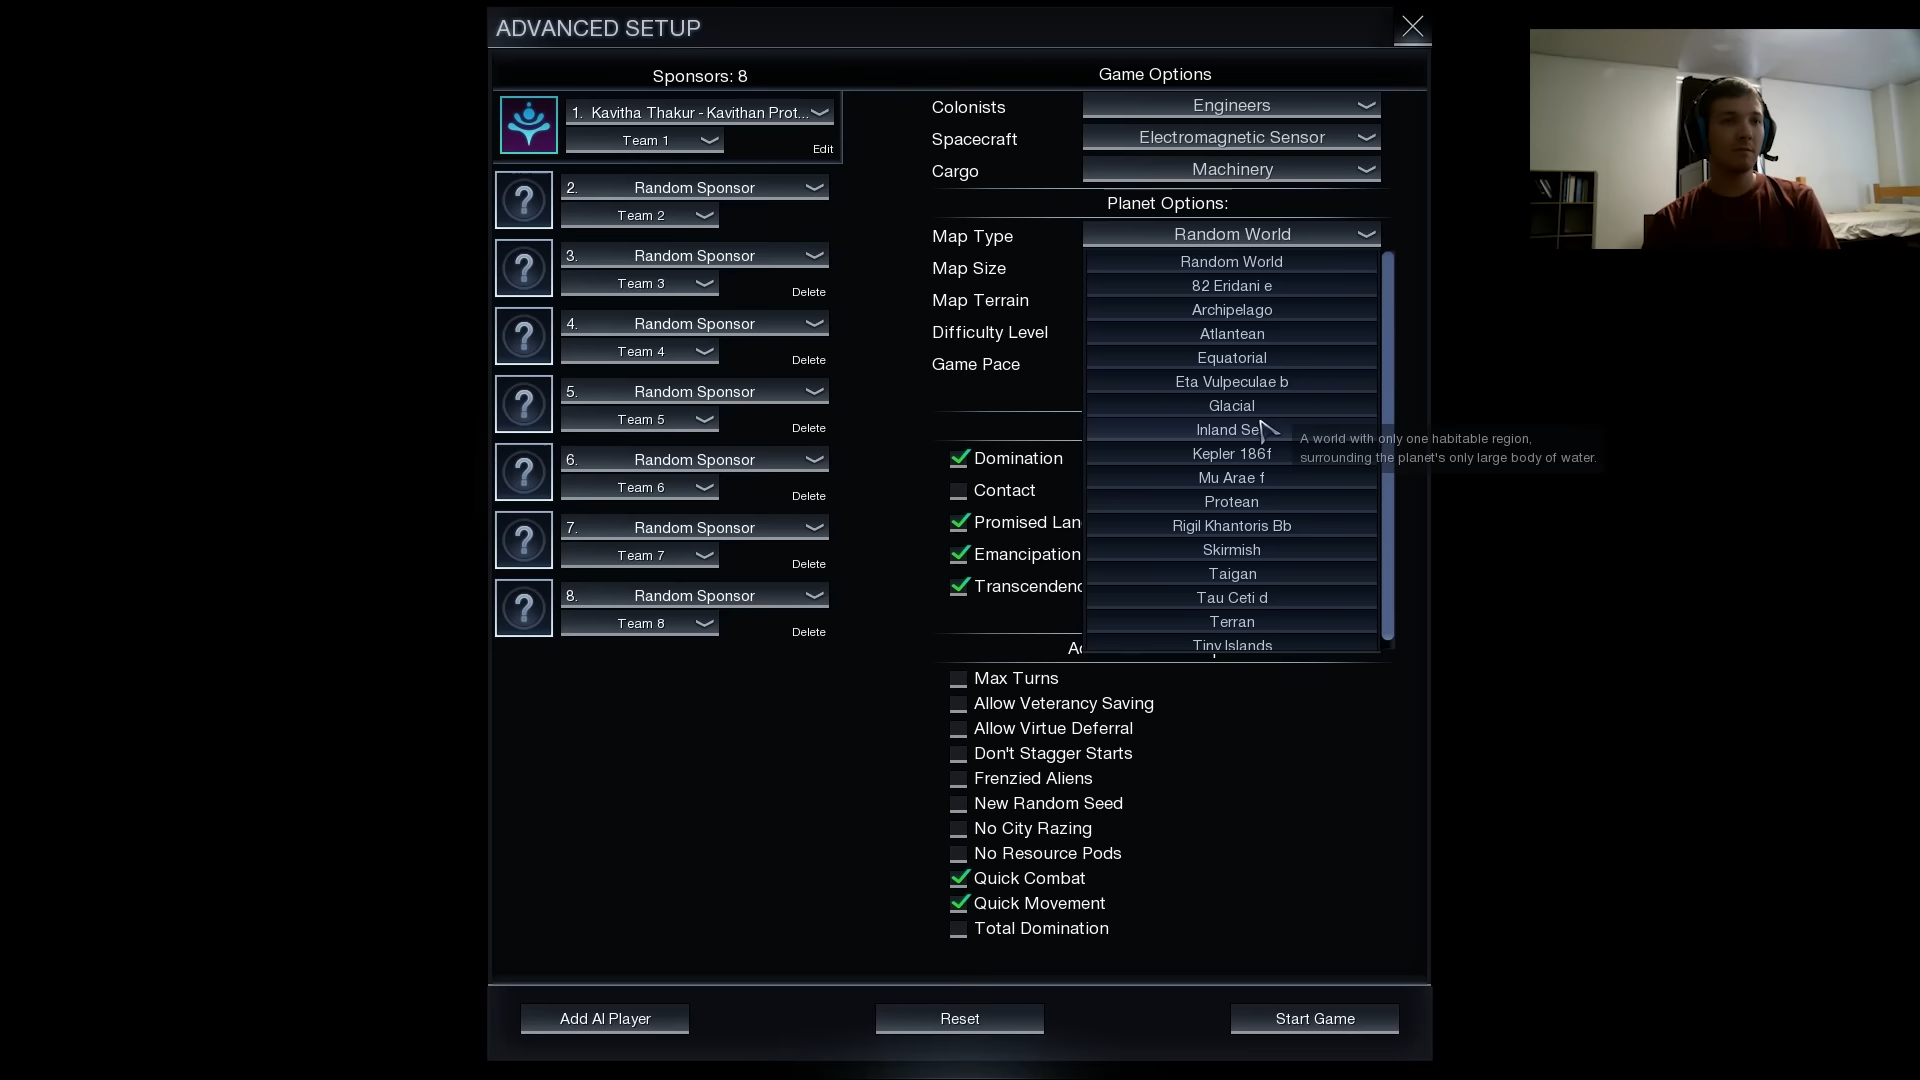 ADVANCED SETUP
Sponsors: 8
1. Kavitha Thakur - Kavithan Prot...
Team 1
Edit
2. Random Sponsor
Team 2
3. Random Sponsor
Team 3
Delete
4. Random Sponsor
Team 4
Delete
5. Random Sponsor
Team 5
Delete
6. Random Sponsor
Team 6
Delete
7. Random Sponsor
Team 7
Delete
8. Random Sponsor
Team 8
Delete
Game Options
Colonists Engineers
Spacecraft Electromagnetic Sensor
Cargo Machinery
Planet Options:
Map Type Random World
Map Size
Map Terrain
Difficulty Level
Game Pace
Random World
82 Eridani e
Archipelago
Atlantean
Equatorial
Eta Vulpeculae b
Glacial
Inland Se
Kepler 186f
Mu Arae f
Protean
Rigil Khantoris Bb
Skirmish
Taigan
Tau Ceti d
Terran
Tiny Islands
A world with only one habitable region,
surrounding the planet's only large body of water.
Domination
Contact
Promised Lan
Emancipation
Transcendenc
Max Turns
Allow Veterancy Saving
Allow Virtue Deferral
Don't Stagger Starts
Frenzied Aliens
New Random Seed
No City Razing
No Resource Pods
Quick Combat
Quick Movement
Total Domination
Add AI Player
Reset
Start Game